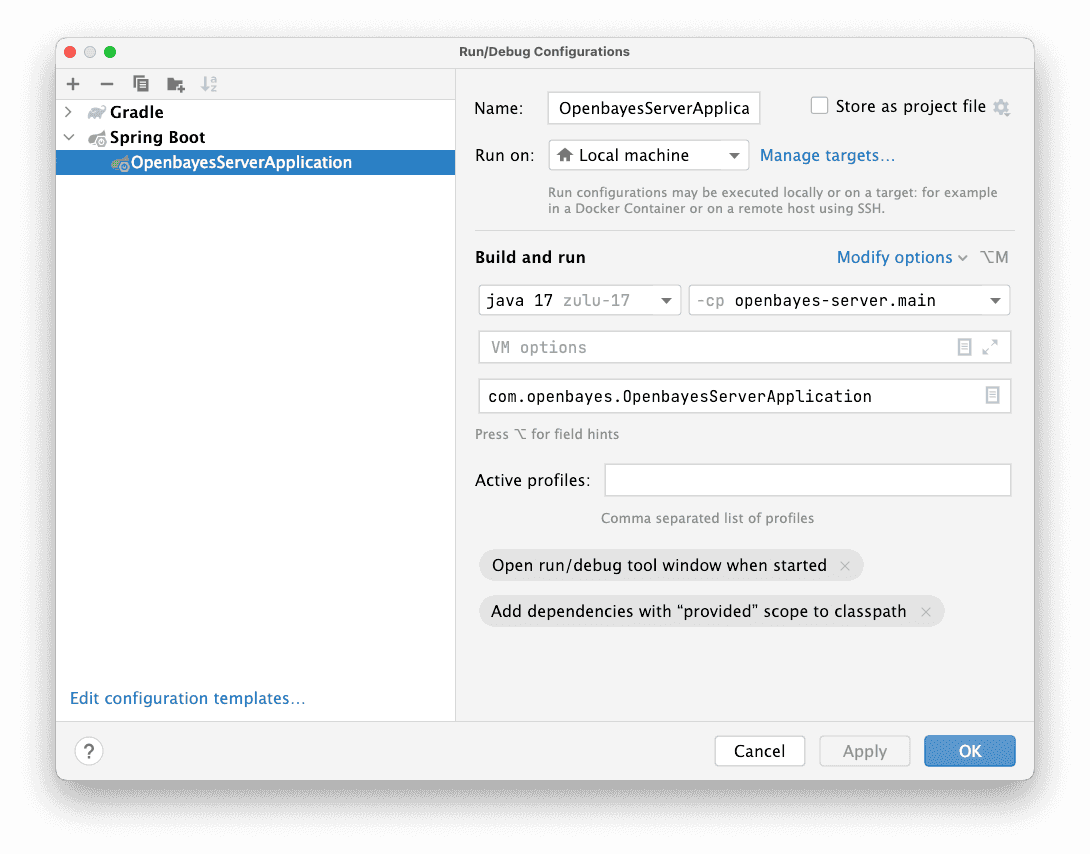 Run/Debug Configurations
Gradle
Spring Boot
OpenbayesServerApplication
Edit configuration templates…
Name:
OpenbayesServerApplica
Store as project file
Run on:
Local machine
Manage targets…
Run configurations may be executed locally or on a target: for example
in a Docker Container or on a remote host using SSH.
Build and run
Modify options
⌥M
java 17 zulu-17
-cp openbayes-server.main
VM options
com.openbayes.OpenbayesServerApplication
Press ⌥ for field hints
Active profiles:
Comma separated list of profiles
Open run/debug tool window when started
Add dependencies with “provided” scope to classpath
?
Cancel
Apply
OK